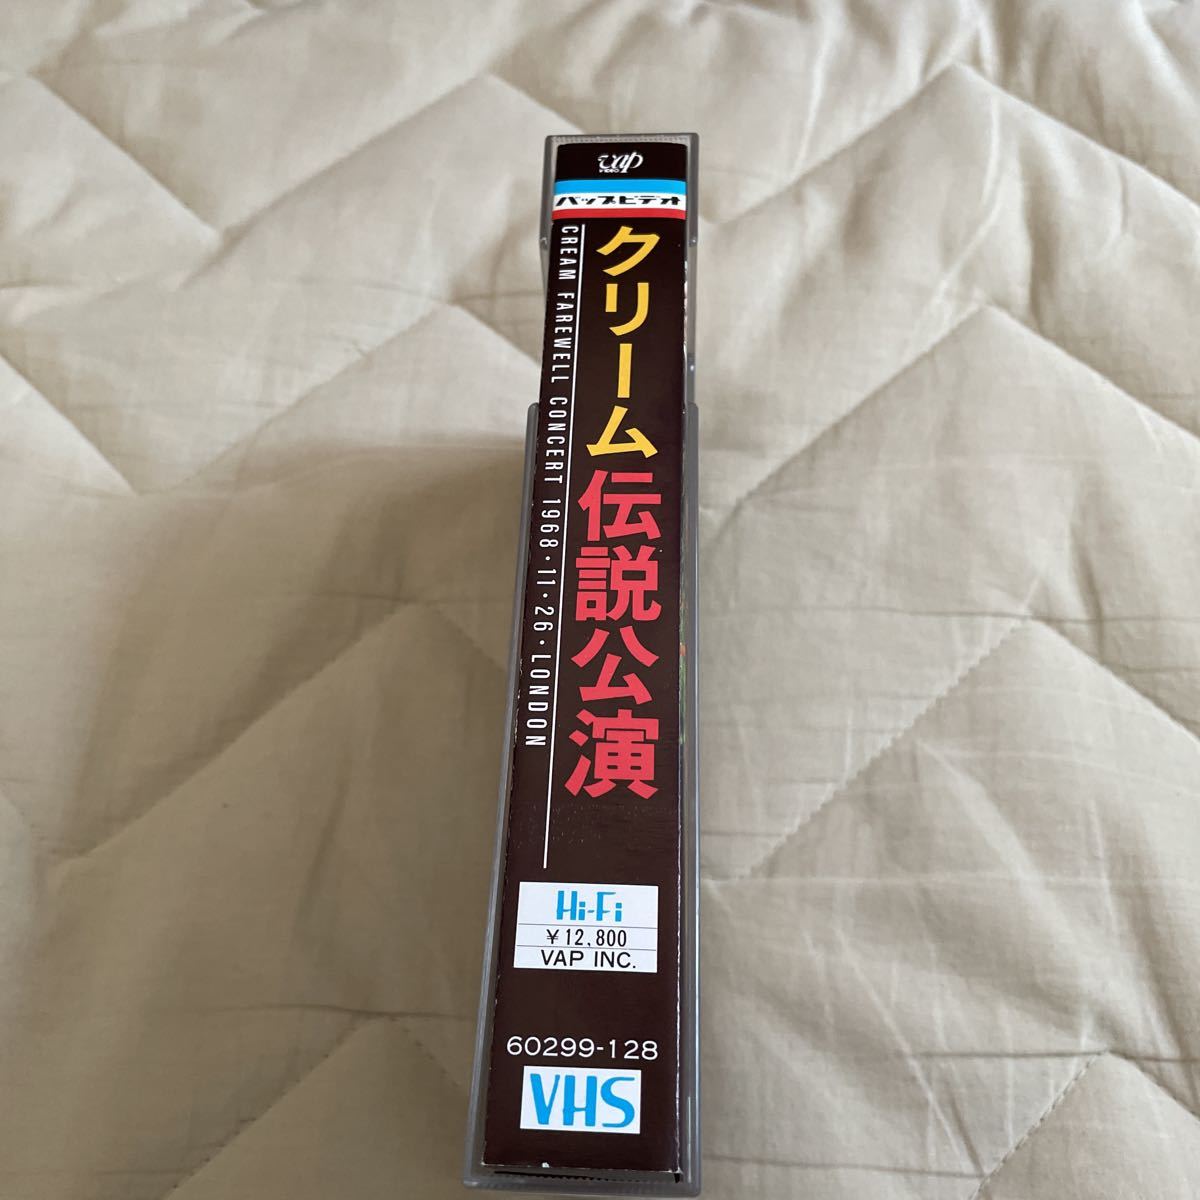 vap
VIDEO
バップビデオ
クリーム伝説公演
CREAM FAREWELL CONCERT 1968・11・26・LONDON
Hi-Fi
¥12,800
VAP INC.
60299-128
VHS